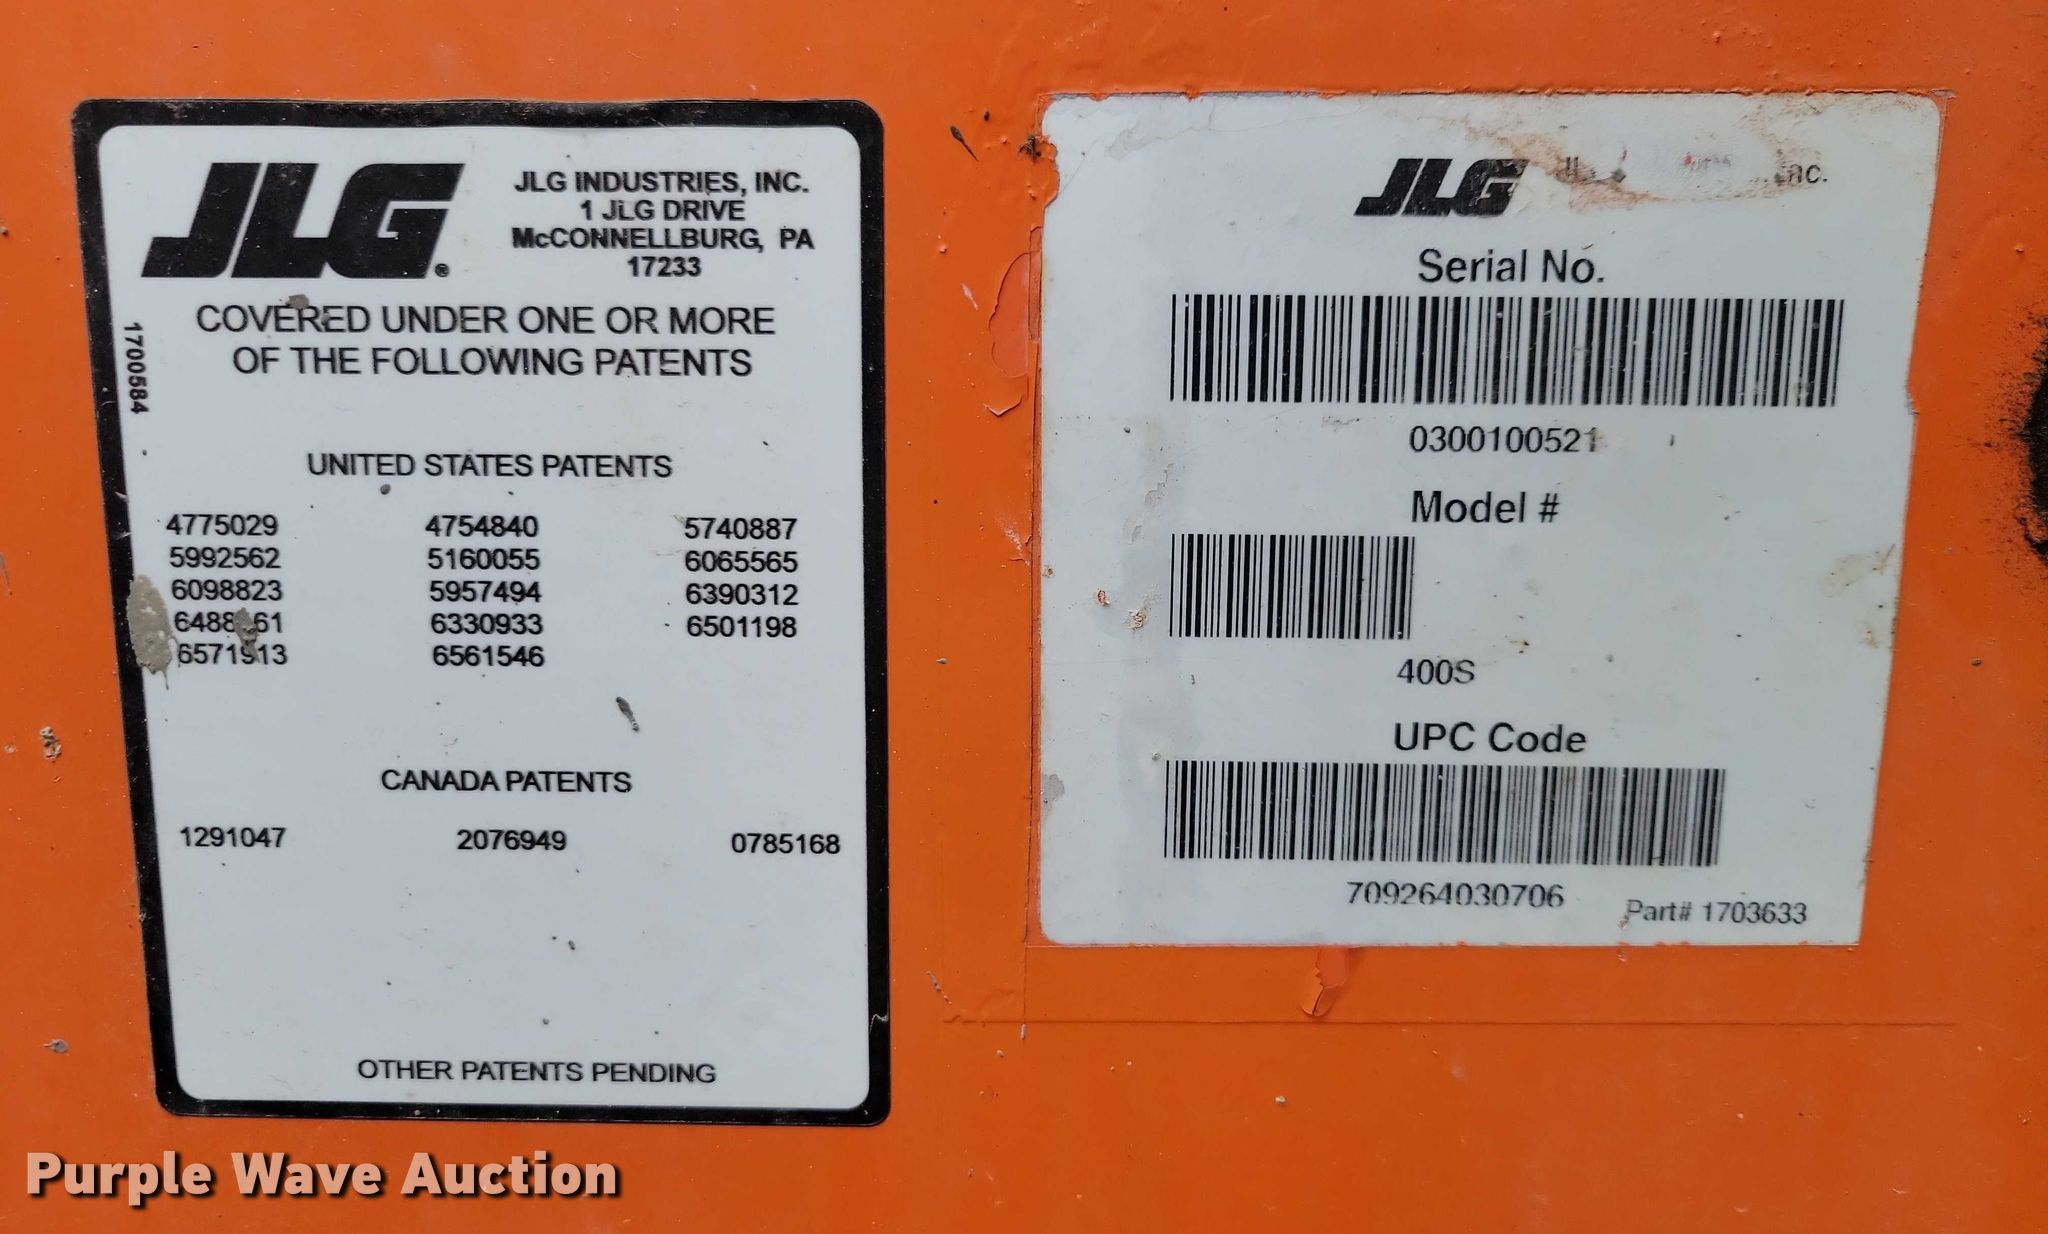 JLG®
JLG INDUSTRIES, INC.
1 JLG DRIVE
McCONNELLBURG, PA
17233
COVERED UNDER ONE OR MORE
OF THE FOLLOWING PATENTS
1700584
UNITED STATES PATENTS
4775029 4754840 5740887
5992562 5160055 6065565
6098823 5957494 6390312
6330933 6501198
6571913 6561546
CANADA PATENTS
1291047 2076949 0785168
OTHER PATENTS PENDING
JLG
Serial No.
0300100521
Model #
400S
UPC Code
709264030706
Part# 1703633
Purple Wave Auction